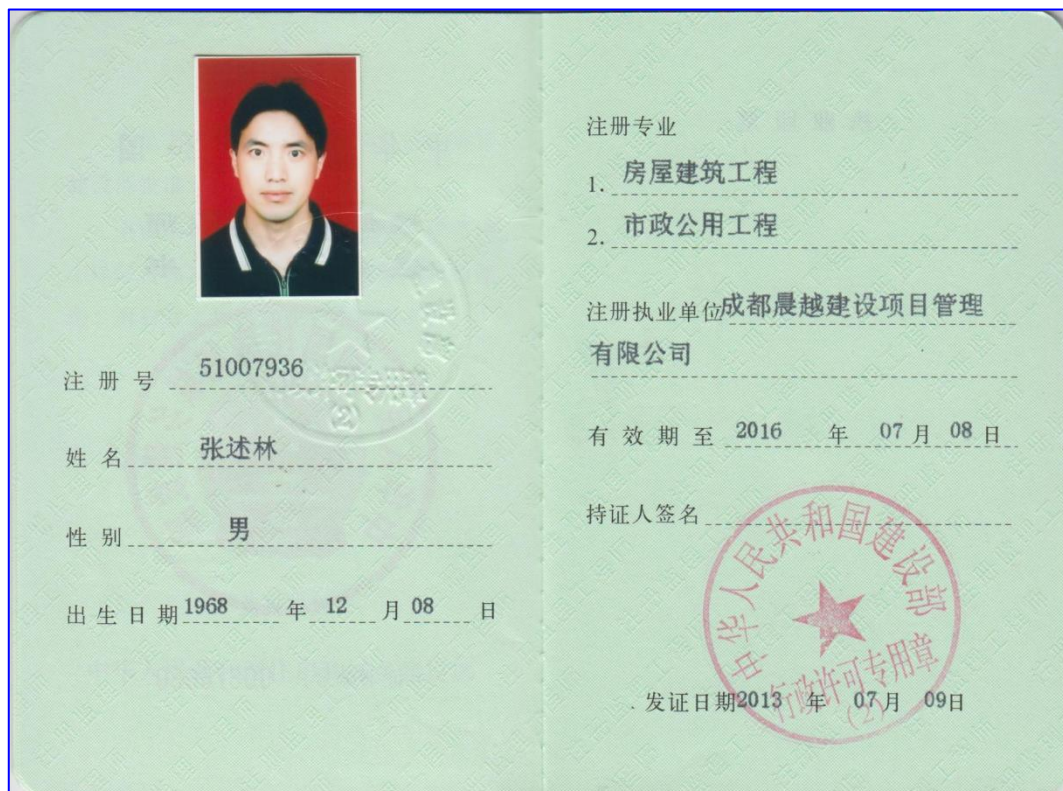 注册号 51007936
姓名 张述林
性别 男
出生日期 1968 年 12 月 08 日
注册专业
1. 房屋建筑工程
2. 市政公用工程
注册执业单位 成都晨越建设项目管理
有限公司
有效期至 2016 年 07 月 08 日
持证人签名
中华人民共和国建设部
行政许可专用章
(2)
发证日期 2013 年 07 月 09 日